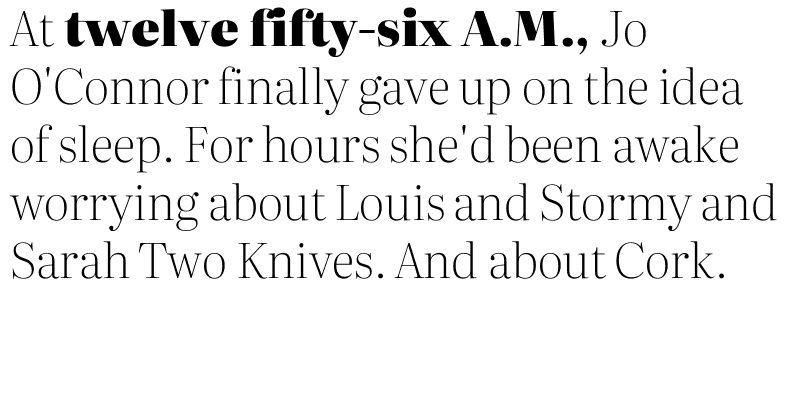 At twelve fifty-six A.M., Jo
O'Connor finally gave up on the idea
of sleep. For hours she'd been awake
worrying about Louis and Stormy and
Sarah Two Knives. And about Cork.